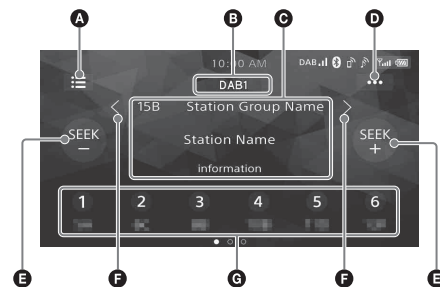 A
B
C
D
10:00 AM
DAB
DAB1
15B Station Group Name
SEEK
−
Station Name
SEEK
+
information
1 2 3 4 5 6
E
F
G
F
E